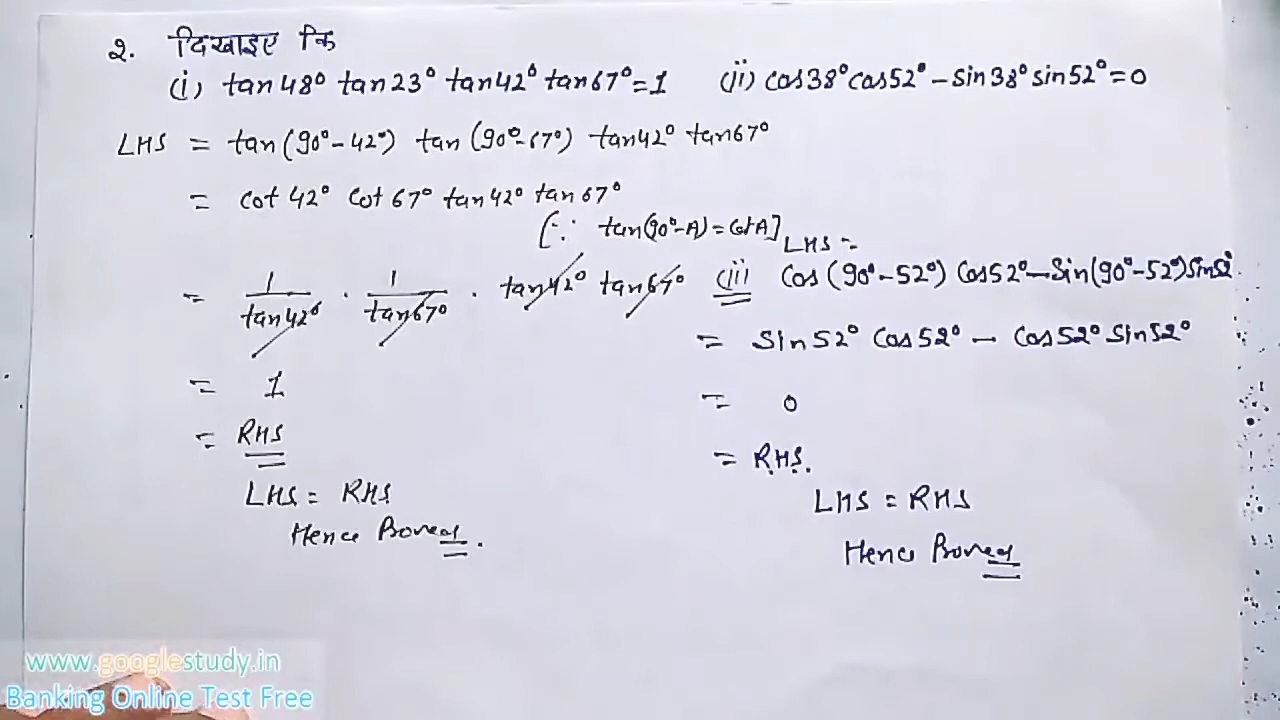 2. दिखाइए कि
(i) tan48° tan23° tan42° tan67°=1
(ii) cos38° cos52° – sin38° sin52°=0
LHS = tan(90°-42°) tan(90°-67°) tan42° tan67°
= cot 42° cot 67° tan42° tan67°
[∵ tan(90°-A)=cotA]
= 1/tan42° . 1/tan67° . tan42° tan67°
= 1
= RHS
LHS = RHS
Hence Proved.
LHS =
(ii) cos(90°-52°) cos52° – sin(90°-52°) sin52°
= sin52° cos52° – cos52° sin52°
= 0
= R.H.S.
LHS = RHS
Hence Proved
www.googlestudy.in
Banking Online Test Free